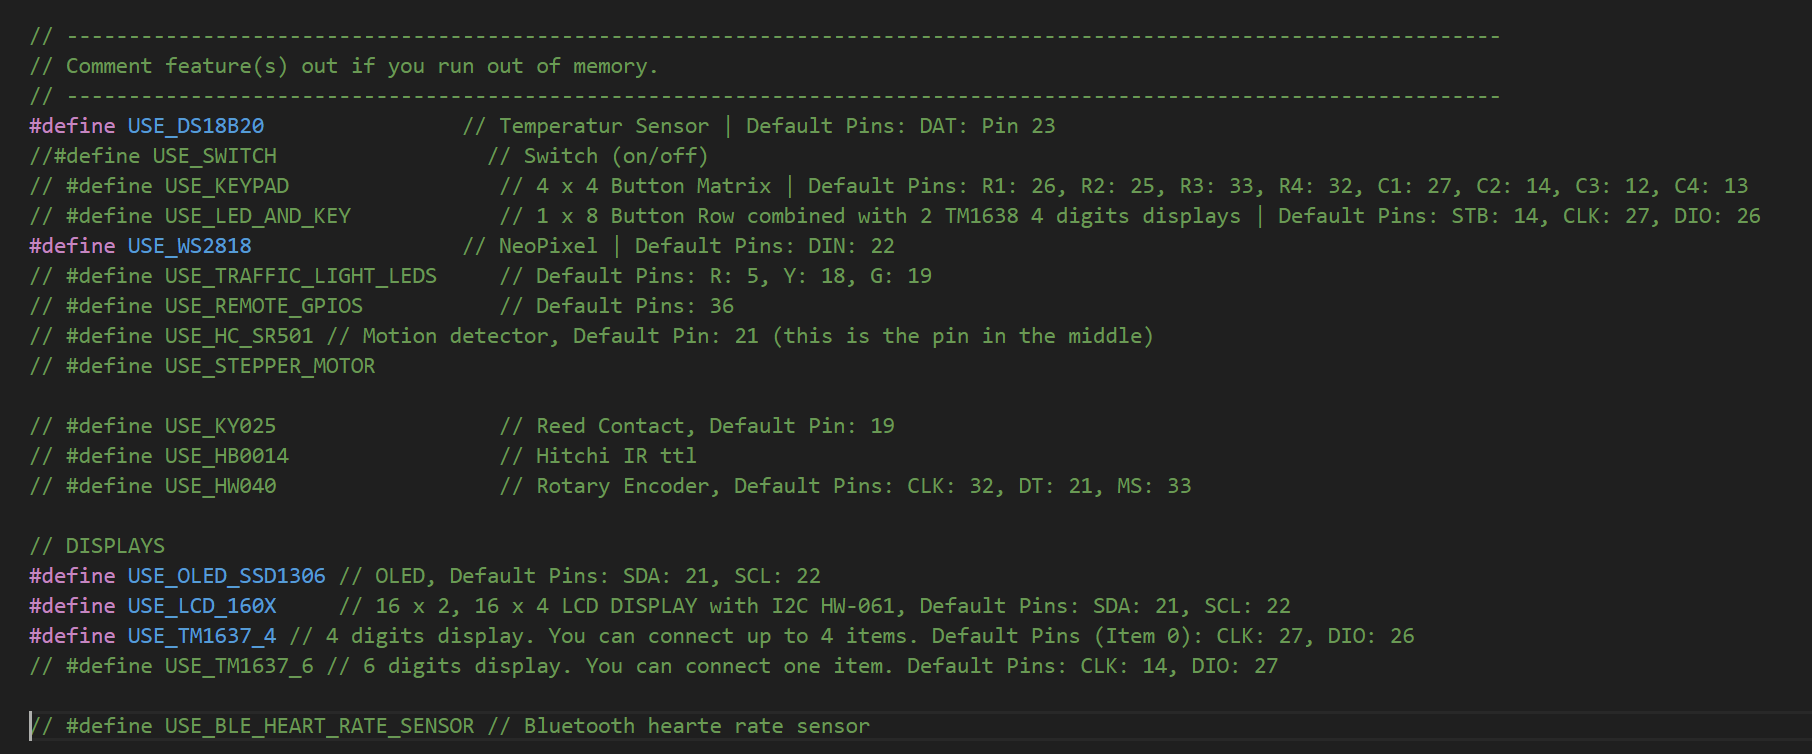 // --------------------------------------------------------------------------------------------------------------------
// Comment feature(s) out if you run out of memory.
// --------------------------------------------------------------------------------------------------------------------
#define USE_DS18B20                // Temperatur Sensor | Default Pins: DAT: Pin 23
//#define USE_SWITCH                 // Switch (on/off)
// #define USE_KEYPAD                 // 4 x 4 Button Matrix | Default Pins: R1: 26, R2: 25, R3: 33, R4: 32, C1: 27, C2: 14, C3: 12, C4: 13
// #define USE_LED_AND_KEY            // 1 x 8 Button Row combined with 2 TM1638 4 digits displays | Default Pins: STB: 14, CLK: 27, DIO: 26
#define USE_WS2818                 // NeoPixel | Default Pins: DIN: 22
// #define USE_TRAFFIC_LIGHT_LEDS     // Default Pins: R: 5, Y: 18, G: 19
// #define USE_REMOTE_GPIOS           // Default Pins: 36
// #define USE_HC_SR501 // Motion detector, Default Pin: 21 (this is the pin in the middle)
// #define USE_STEPPER_MOTOR
// #define USE_KY025                  // Reed Contact, Default Pin: 19
// #define USE_HB0014                 // Hitchi IR ttl
// #define USE_HW040                  // Rotary Encoder, Default Pins: CLK: 32, DT: 21, MS: 33
// DISPLAYS
#define USE_OLED_SSD1306 // OLED, Default Pins: SDA: 21, SCL: 22
#define USE_LCD_160X     // 16 x 2, 16 x 4 LCD DISPLAY with I2C HW-061, Default Pins: SDA: 21, SCL: 22
#define USE_TM1637_4 // 4 digits display. You can connect up to 4 items. Default Pins (Item 0): CLK: 27, DIO: 26
// #define USE_TM1637_6 // 6 digits display. You can connect one item. Default Pins: CLK: 14, DIO: 27
// #define USE_BLE_HEART_RATE_SENSOR // Bluetooth hearte rate sensor